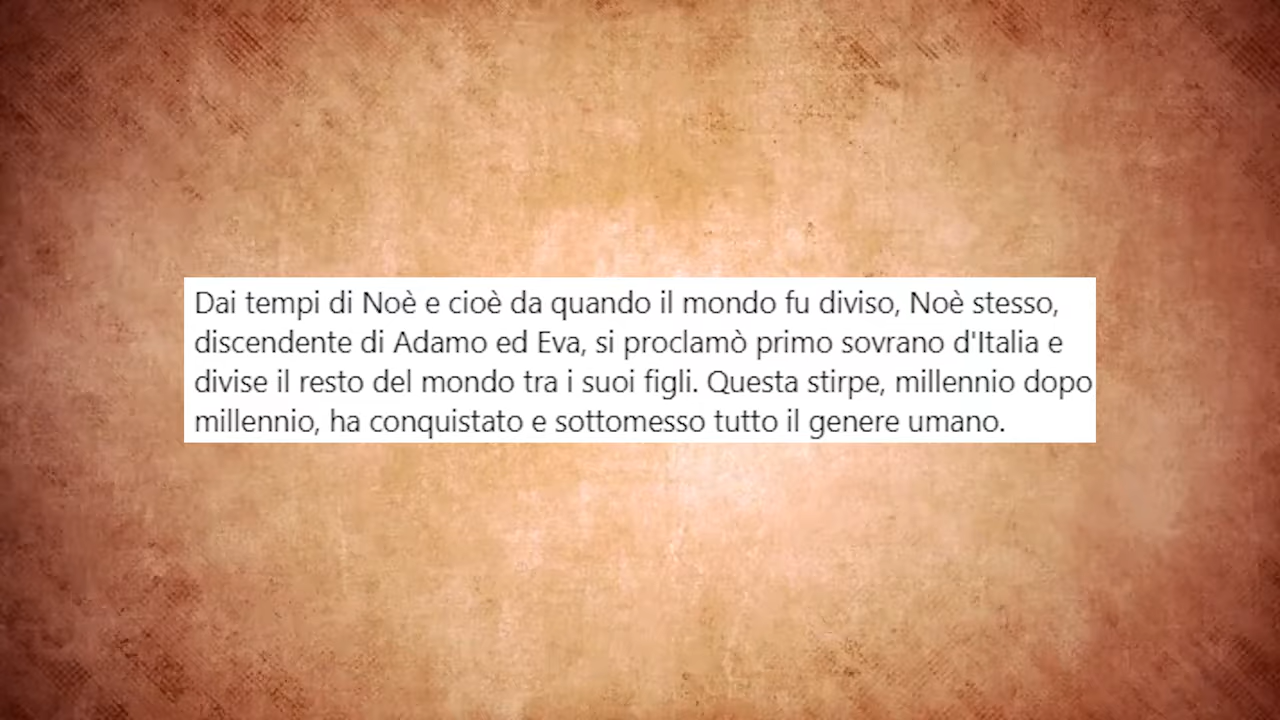 Dai tempi di Noè e cioè da quando il mondo fu diviso, Noè stesso,
discendente di Adamo ed Eva, si proclamò primo sovrano d'Italia e
divise il resto del mondo tra i suoi figli. Questa stirpe, millennio dopo
millennio, ha conquistato e sottomesso tutto il genere umano.